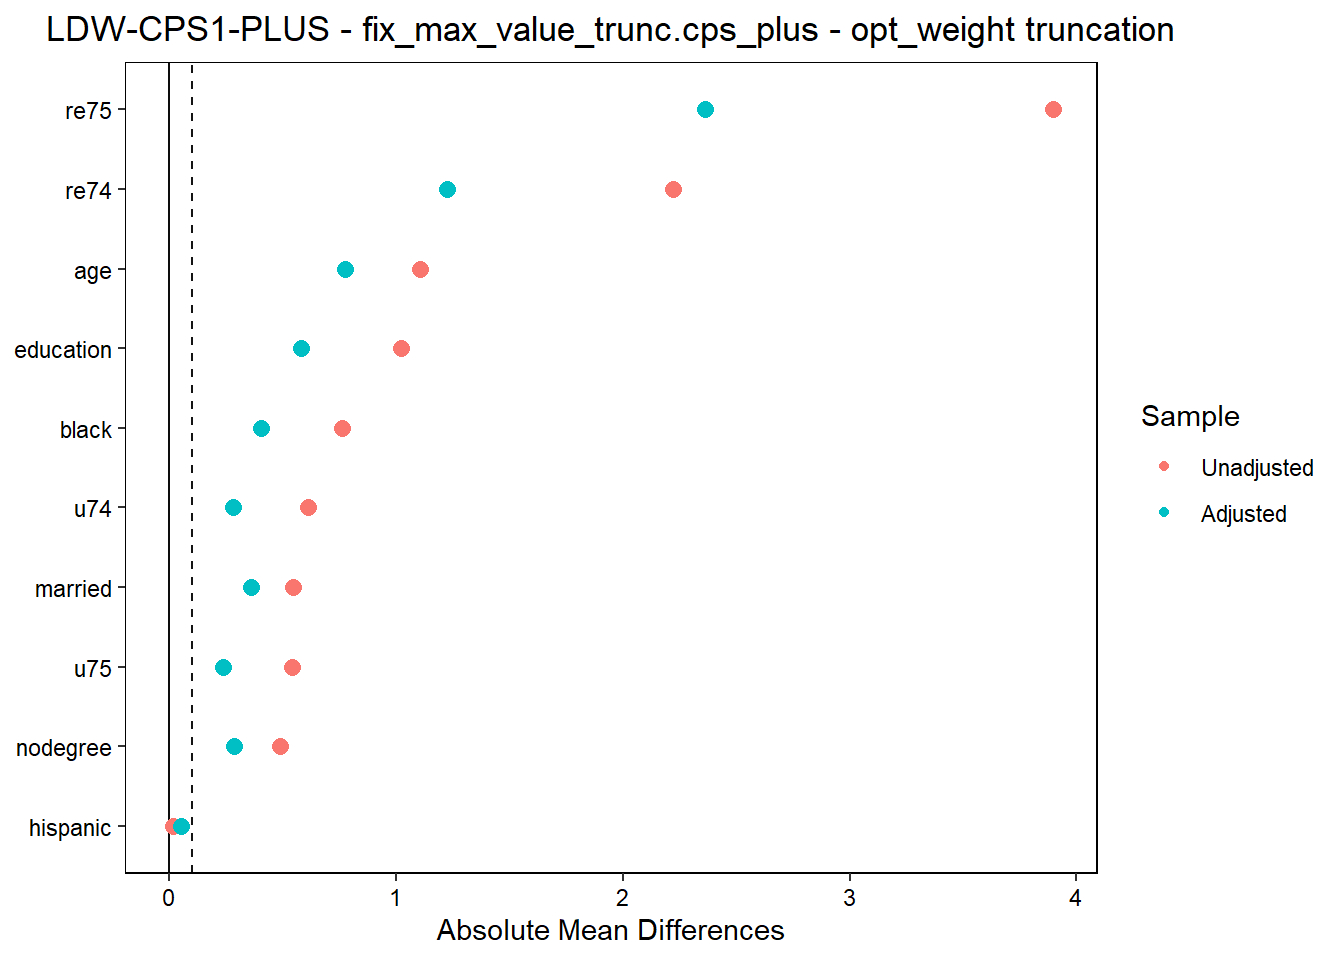 LDW-CPS1-PLUS - fix_max_value_trunc.cps_plus - opt_weight truncation
re75
re74
age
education
black
u74
married
u75
nodegree
hispanic
0 1 2 3 4
Absolute Mean Differences
Sample
Unadjusted
Adjusted